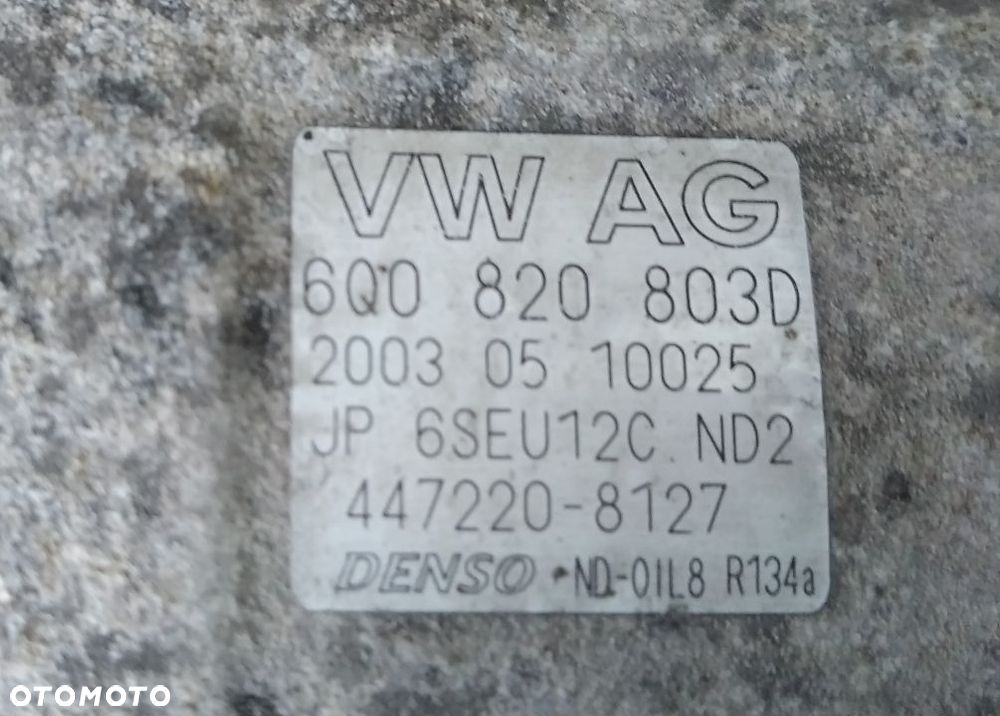 VW AG
6Q0 820 803D
2003 05 10025
JP 6SEU12C ND2
447220-8127
DENSO ND-OIL8 R134a
OTOMOTO